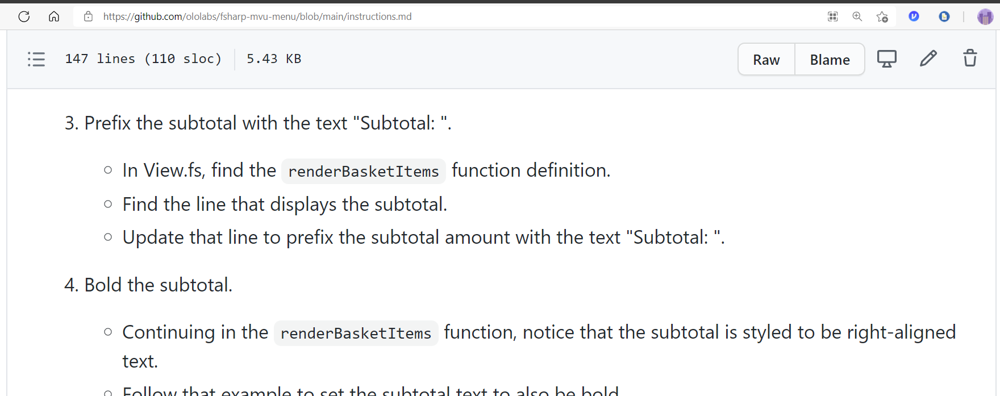 https://github.com/ololabs/fsharp-mvu-menu/blob/main/instructions.md
147 lines (110 sloc) 5.43 KB Raw Blame
3. Prefix the subtotal with the text "Subtotal: ".
In View.fs, find the renderBasketItems function definition.
Find the line that displays the subtotal.
Update that line to prefix the subtotal amount with the text "Subtotal: ".
4. Bold the subtotal.
Continuing in the renderBasketItems function, notice that the subtotal is styled to be right-aligned
text.
Follow that example to set the subtotal text to also be bold.